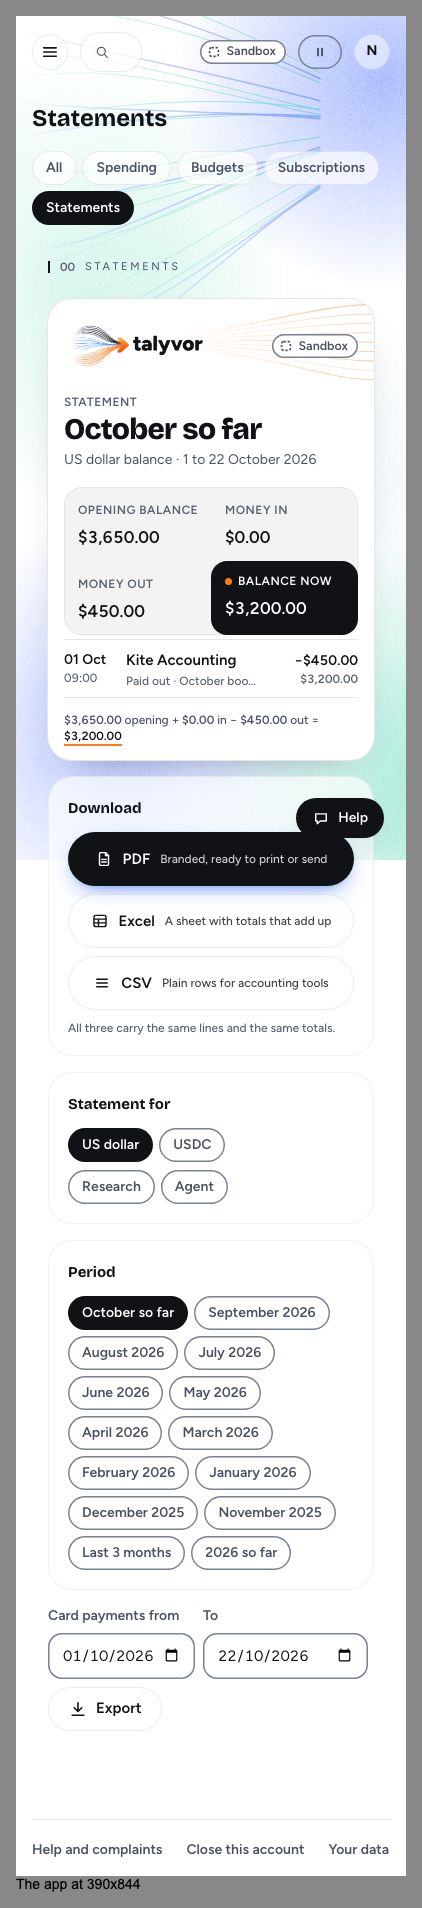 Sandbox
N
Statements
All
Spending
Budgets
Subscriptions
Statements
00 STATEMENTS
talyvor
Sandbox
STATEMENT
October so far
US dollar balance · 1 to 22 October 2026
OPENING BALANCE
$3,650.00
MONEY IN
$0.00
MONEY OUT
$450.00
BALANCE NOW
$3,200.00
01 Oct
09:00
Kite Accounting
Paid out · October boo…
−$450.00
$3,200.00
$3,650.00 opening + $0.00 in − $450.00 out =
$3,200.00
Download
Help
PDF Branded, ready to print or send
Excel A sheet with totals that add up
CSV Plain rows for accounting tools
All three carry the same lines and the same totals.
Statement for
US dollar
USDC
Research
Agent
Period
October so far
September 2026
August 2026
July 2026
June 2026
May 2026
April 2026
March 2026
February 2026
January 2026
December 2025
November 2025
Last 3 months
2026 so far
Card payments from
To
01/10/2026
22/10/2026
Export
Help and complaints
Close this account
Your data
The app at 390x844